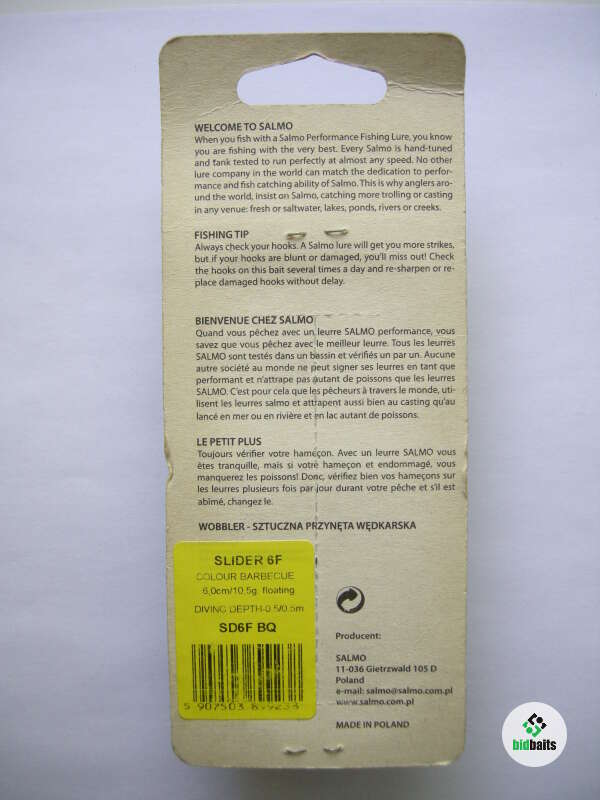 WELCOME TO SALMO
When you fish with a Salmo Performance Fishing Lure, you know
you are fishing with the very best. Every Salmo is hand-tuned
and tank tested to run perfectly at almost any speed. No other
lure company in the world can match the dedication to perfor-
mance and fish catching ability of Salmo. This is why anglers aro-
und the world, insist on Salmo, catching more trolling or casting
in any venue: fresh or saltwater, lakes, ponds, rivers or creeks.
FISHING TIP
Always check your hooks. A Salmo lure will get you more strikes,
but if your hooks are blunt or damaged, you'll miss out! Check
the hooks on this bait several times a day and re-sharpen or re-
place damaged hooks without delay.
BIENVENUE CHEZ SALMO
Quand vous pêchez avec un leurre SALMO performance, vous
savez que vous pêchez avec le meilleur leurre. Tous les leurres
SALMO sont testés dans un bassin et vérifiés un par un. Aucune
autre société au monde ne peut signer ses leurres en tant que
performant et n'attrape pas autant de poissons que les leurres
SALMO. C'est pour cela que les pêcheurs à travers le monde, uti-
lisent les leurres salmo et attrapent aussi bien au casting qu'au
lancé en mer ou en rivière et en lac autant de poissons.
LE PETIT PLUS
Toujours vérifier votre hameçon. Avec un leurre SALMO vous
êtes tranquille, mais si votre hameçon et endommagé, vous
manquerez les poissons! Donc, vérifiez bien vos hameçons sur
les leurres plusieurs fois par jour durant votre pêche et s'il est
abîmé, changez le.
WOBBLER - SZTUCZNA PRZYNĘTA WĘDKARSKA
SLIDER 6F
COLOUR BARBECUE
6,0cm/10,5g floating
DIVING DEPTH-0,5/0,5m
SD6F BQ
5 907503 899238
Producent:
SALMO
11-036 Gietrzwald 105 D
Poland
e-mail: salmo@salmo.com.pl
www.salmo.com.pl
MADE IN POLAND
bidbaits